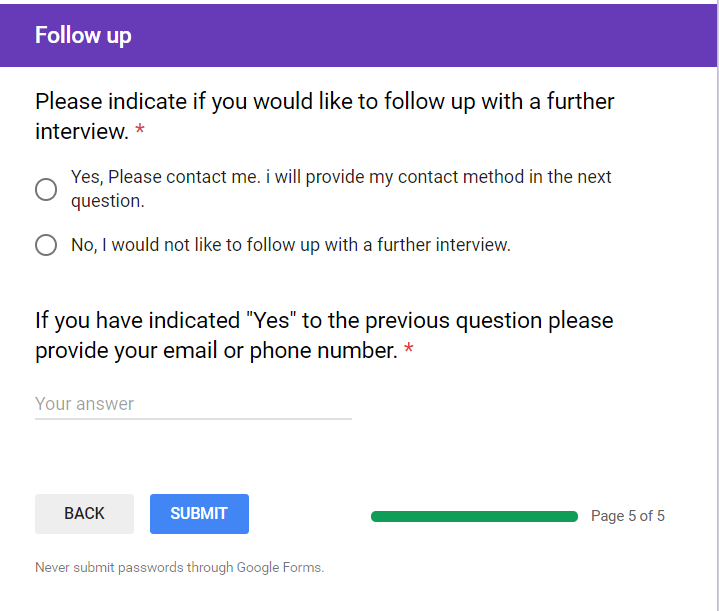 Follow up
Please indicate if you would like to follow up with a further
interview. *
Yes, Please contact me. i will provide my contact method in the next
question.
No, I would not like to follow up with a further interview.
If you have indicated "Yes" to the previous question please
provide your email or phone number. *
Your answer
BACK SUBMIT Page 5 of 5
Never submit passwords through Google Forms.